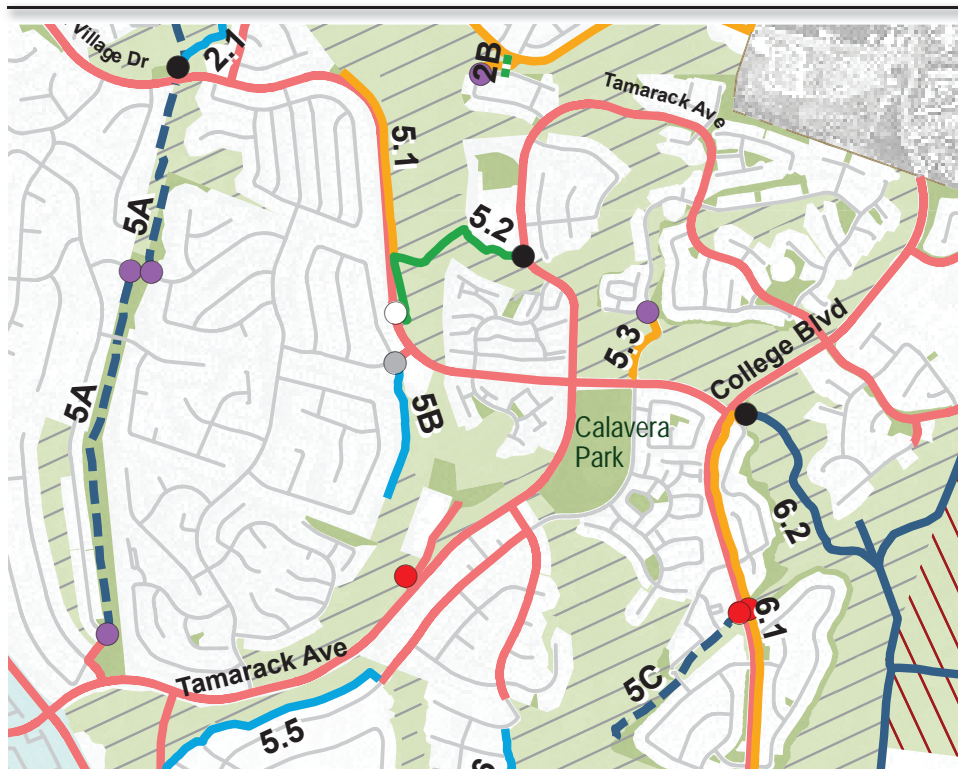 Village Dr
2.1
2B
Tamarack Ave
5.1
5A
5.2
5.3
College Blvd
5A
5B
Calavera
Park
6.2
6.1
5C
Tamarack Ave
5.5